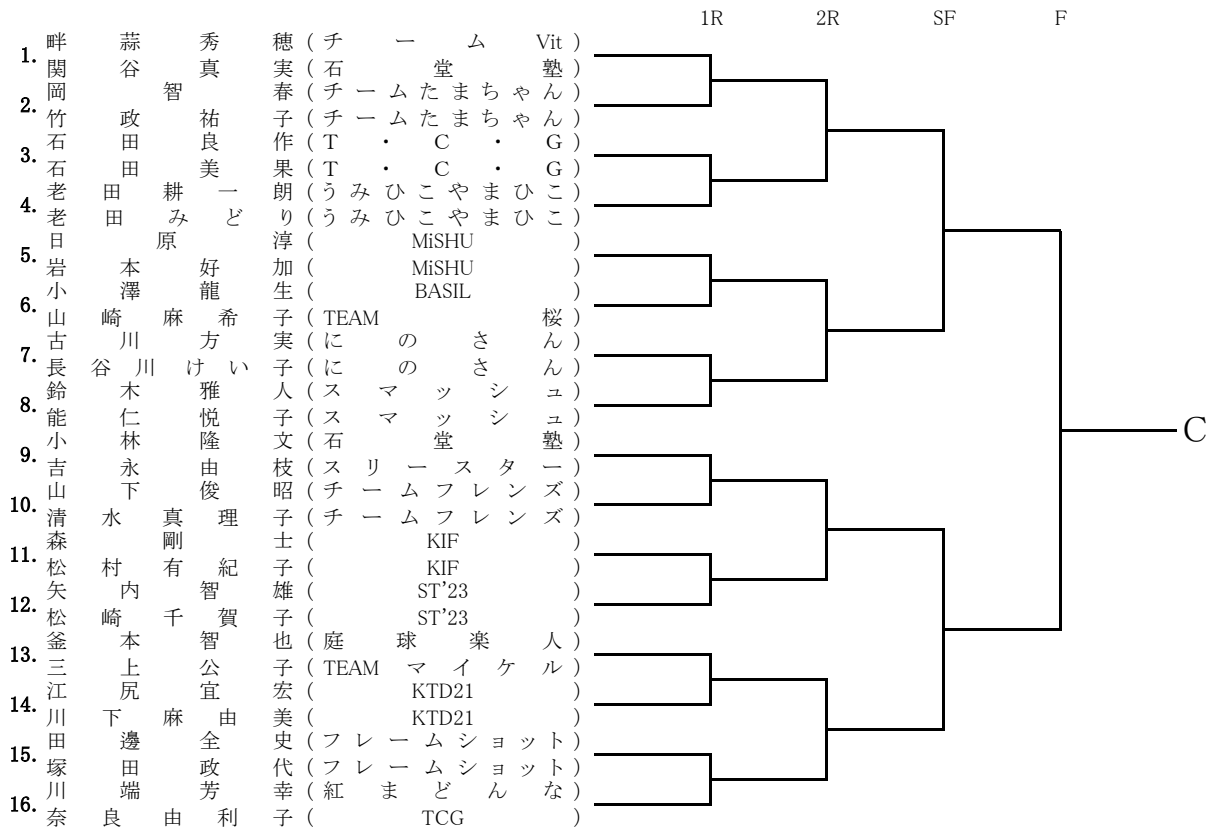 1R 2R SF F
1. 畔蒜秀穂(チームVit)
関谷真実(石堂塾)
2. 岡智春(チームたまちゃん)
竹政祐子(チームたまちゃん)
3. 石田良作(T・C・G)
石田美果(T・C・G)
4. 老田耕一朗(うみひこやまひこ)
老田みどり(うみひこやまひこ)
5. 日原淳(MiSHU)
岩本好加(MiSHU)
6. 小澤龍生(BASIL)
山崎麻希子(TEAM桜)
7. 古川方実(にのさん)
長谷川けい子(にのさん)
8. 鈴木雅人(スマッシュ)
能仁悦子(スマッシュ)
9. 小林隆文(石堂塾)
吉永由枝(スリースター)
10. 山下俊昭(チームフレンズ)
清水真理子(チームフレンズ)
11. 森剛士(KIF)
松村有紀子(KIF)
12. 矢内智雄(ST'23)
松崎千賀子(ST'23)
13. 釜本智也(庭球楽人)
三上公子(TEAMマイケル)
14. 江尻宜宏(KTD21)
川下麻由美(KTD21)
15. 田邊全史(フレームショット)
塚田政代(フレームショット)
16. 川端芳幸(紅まどんな)
奈良由利子(TCG)
C